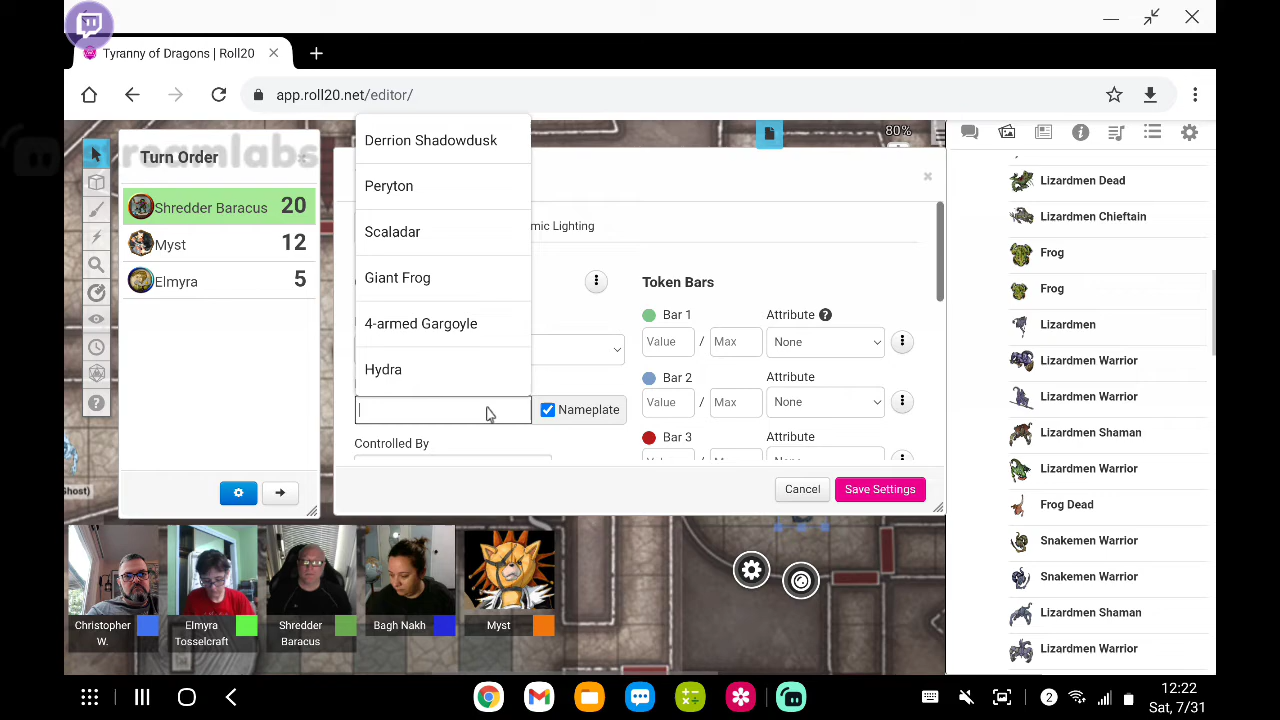 Tyranny of Dragons | Roll20
app.roll20.net/editor/
80%
reamlabs
Turn Order
Shredder Baracus 20
Myst 12
Elmyra 5
Derrion Shadowdusk
Peryton
Scaladar
Giant Frog
4-armed Gargoyle
Hydra
mic Lighting
Token Bars
Bar 1
Attribute ?
Value / Max None
Bar 2
Attribute
Value / Max None
Bar 3
Attribute
Nameplate
Controlled By
Cancel
Save Settings
Ghost)
Lizardmen Dead
Lizardmen Chieftain
Frog
Frog
Lizardmen
Lizardmen Warrior
Lizardmen Warrior
Lizardmen Shaman
Lizardmen Warrior
Frog Dead
Snakemen Warrior
Snakemen Warrior
Lizardmen Shaman
Lizardmen Warrior
Christopher
W.
Elmyra
Tosselcraft
Shredder
Baracus
Bagh Nakh
Myst
2
12:22
Sat, 7/31